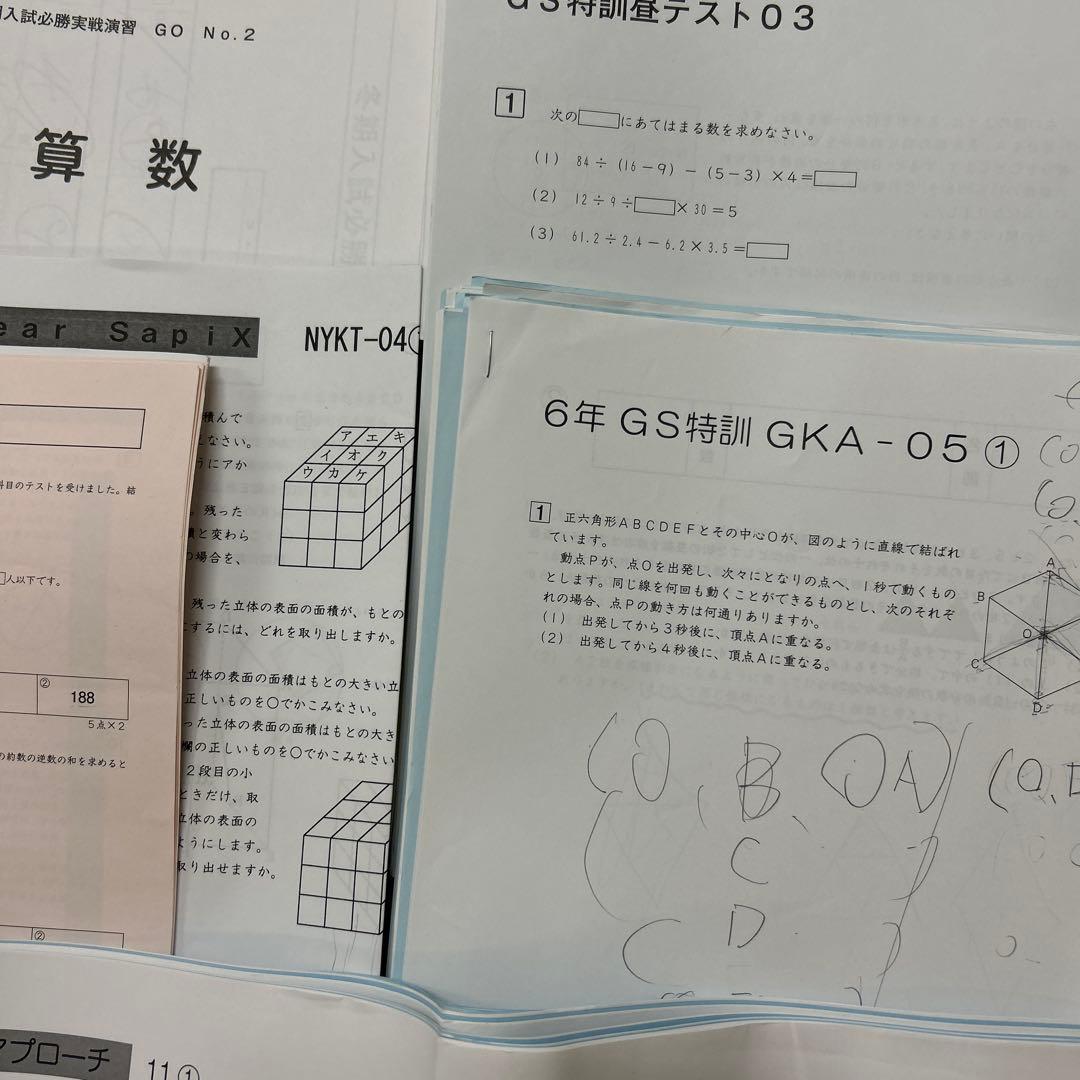 入試必勝実戦演習 GO No.2
算数
GS特訓昼テスト03
1 次の□にあてはまる数を求めなさい。
(1) 84÷(16－9)－(5－3)×4＝□
(2) 12÷9÷□×30＝5
(3) 61.2÷2.4－6.2×3.5＝□
ear SapiX
NYKT-04
積んで
なさい。
うにアか
残った
積と変わら
の場合を、
残った立体の表面の面積が、もとの
にするには、どれを取り出しますか。
立体の表面の面積はもとの大きい立
正しいものを○でかこみなさい。
った立体の表面の面積はもとの大き
欄の正しいものを○でかこみなさい
2段目の小
ときだけ、取
立体の表面の
ようにします。
取り出せますか。
ア エ キ
イ オ ク
ウ カ ケ
科目のテストを受けました。結
人以下です。
② 188
5点×2
の約数の逆数の和を求めると
②
6年 GS特訓 GKA－05①
1 正六角形ABCDEFとその中心Oが、図のように直線で結ばれ
ています。
動点Pが、点Oを出発し、次々にとなりの点へ、1秒で動くもの
とします。同じ線を何回も動くことができるものとし、次のそれぞ
れの場合、点Pの動き方は何通りありますか。
(1) 出発してから3秒後に、頂点Aに重なる。
(2) 出発してから4秒後に、頂点Aに重なる。
A
B
O
C
D
(O、B、O A)
C
D
アプローチ
11①